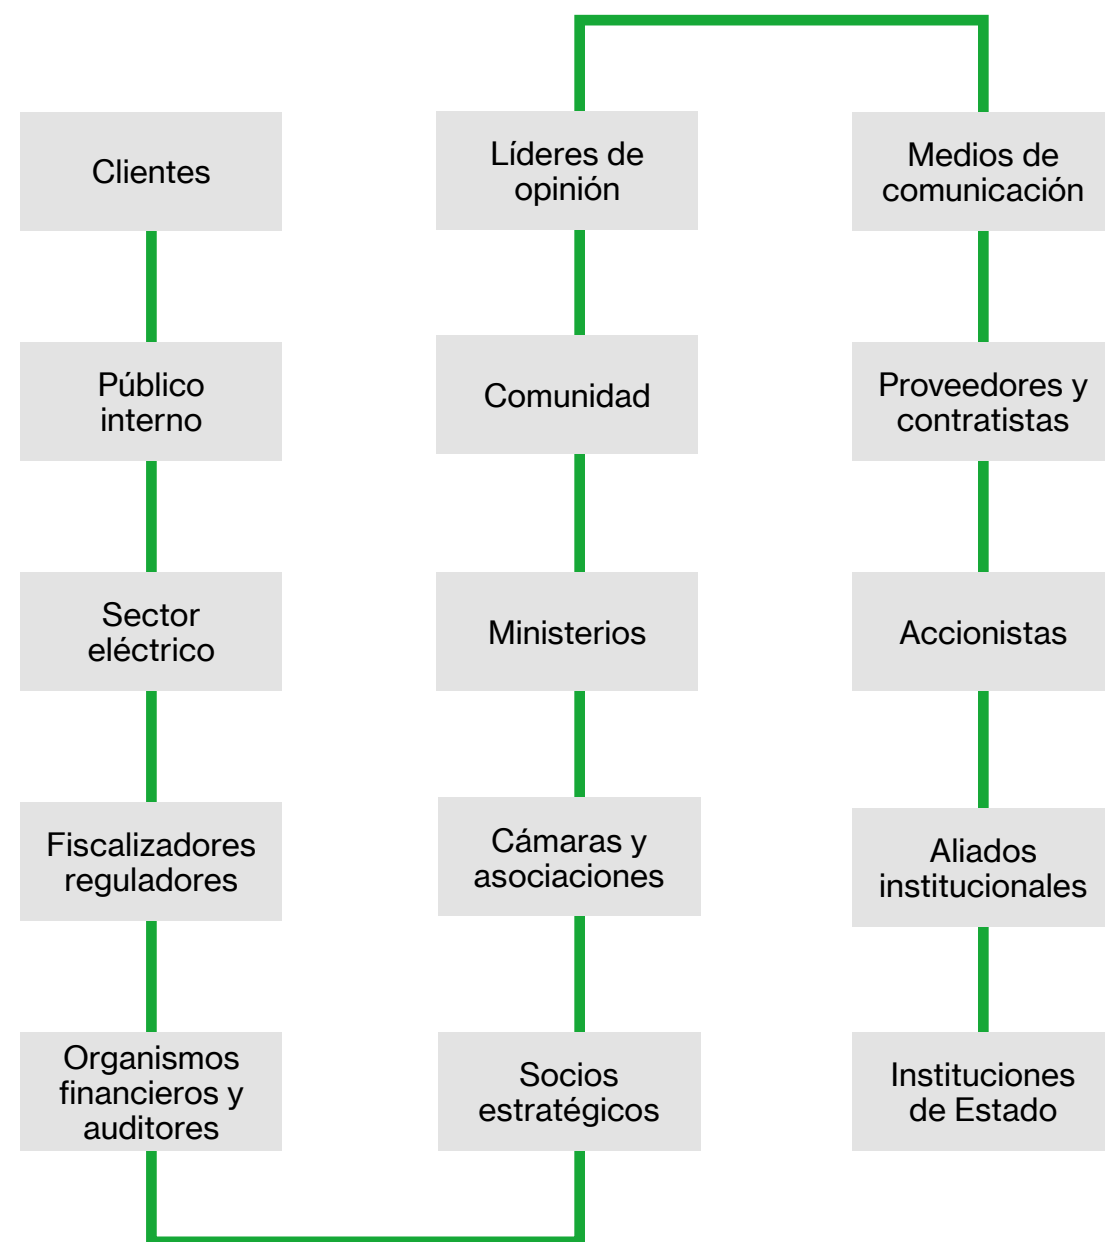 Clientes
Público
interno
Sector
eléctrico
Fiscalizadores
reguladores
Organismos
financieros y
auditores
Socios
estratégicos
Cámaras y
asociaciones
Ministerios
Comunidad
Líderes de
opinión
Medios de
comunicación
Proveedores y
contratistas
Accionistas
Aliados
institucionales
Instituciones
de Estado